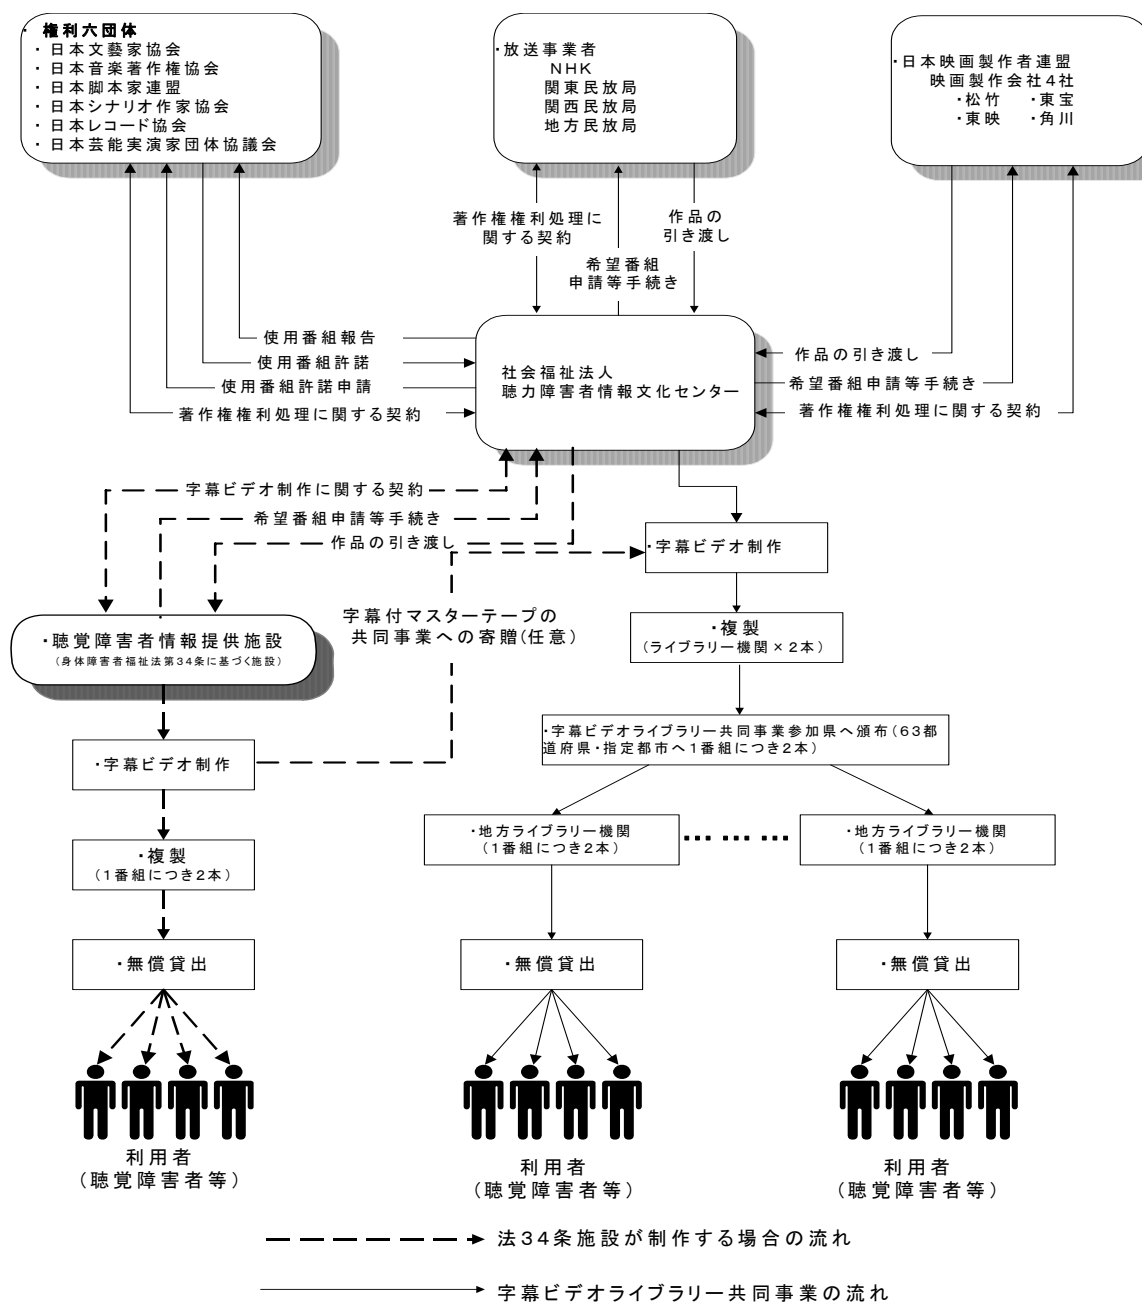 ・ 権利六団体
・日本文藝家協会
・日本音楽著作権協会
・日本脚本家連盟
・日本シナリオ作家協会
・日本レコード協会
・日本芸能実演家団体協議会
・放送事業者
NHK
関東民放局
関西民放局
地方民放局
・日本映画製作者連盟
映画製作会社4社
・松竹 ・東宝
・東映 ・角川
著作権権利処理に
関する契約
希望番組
申請等手続き
作品の
引き渡し
使用番組報告
使用番組許諾
使用番組許諾申請
著作権権利処理に関する契約
社会福祉法人
聴力障害者情報文化センター
作品の引き渡し
希望番組申請等手続き
著作権権利処理に関する契約
字幕ビデオ制作に関する契約
希望番組申請等手続き
作品の引き渡し
・字幕ビデオ制作
字幕付マスターテープの
共同事業への寄贈(任意)
・聴覚障害者情報提供施設
(身体障害者福祉法第34条に基づく施設)
・複製
(ライブラリー機関×2本)
・字幕ビデオライブラリー共同事業参加県へ頒布(63都
道府県・指定都市へ1番組につき2本)
・字幕ビデオ制作
・地方ライブラリー機関
(1番組につき2本)
・地方ライブラリー機関
(1番組につき2本)
・複製
(1番組につき2本)
・無償貸出
・無償貸出
・無償貸出
利用者
(聴覚障害者等)
利用者
(聴覚障害者等)
利用者
(聴覚障害者等)
法34条施設が制作する場合の流れ
字幕ビデオライブラリー共同事業の流れ